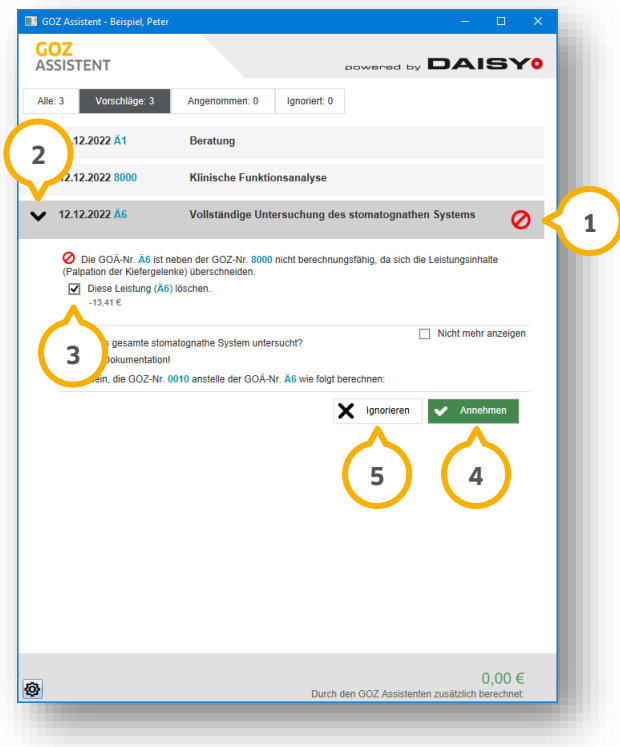 GOZ Assistent - Beispiel, Peter
GOZ
ASSISTENT
powered by DAISY
Alle: 3 Vorschläge: 3 Angenommen: 0 Ignoriert: 0
.12.2022 Ä1 Beratung
2
12.2022 8000 Klinische Funktionsanalyse
12.12.2022 Ä6 Vollständige Untersuchung des stomatognathen Systems
1
Die GOÄ-Nr. Ä6 ist neben der GOZ-Nr. 8000 nicht berechnungsfähig, da sich die Leistungsinhalte
(Palpation der Kiefergelenke) überschneiden.
Diese Leistung (Ä6) löschen.
-13,41 €
Nicht mehr anzeigen
gesamte stomatognathe System untersucht?
3
Dokumentation!
die GOZ-Nr. 0010 anstelle der GOÄ-Nr. Ä6 wie folgt berechnen:
Ignorieren Annehmen
5 4
0,00 €
Durch den GOZ Assistenten zusätzlich berechnet: